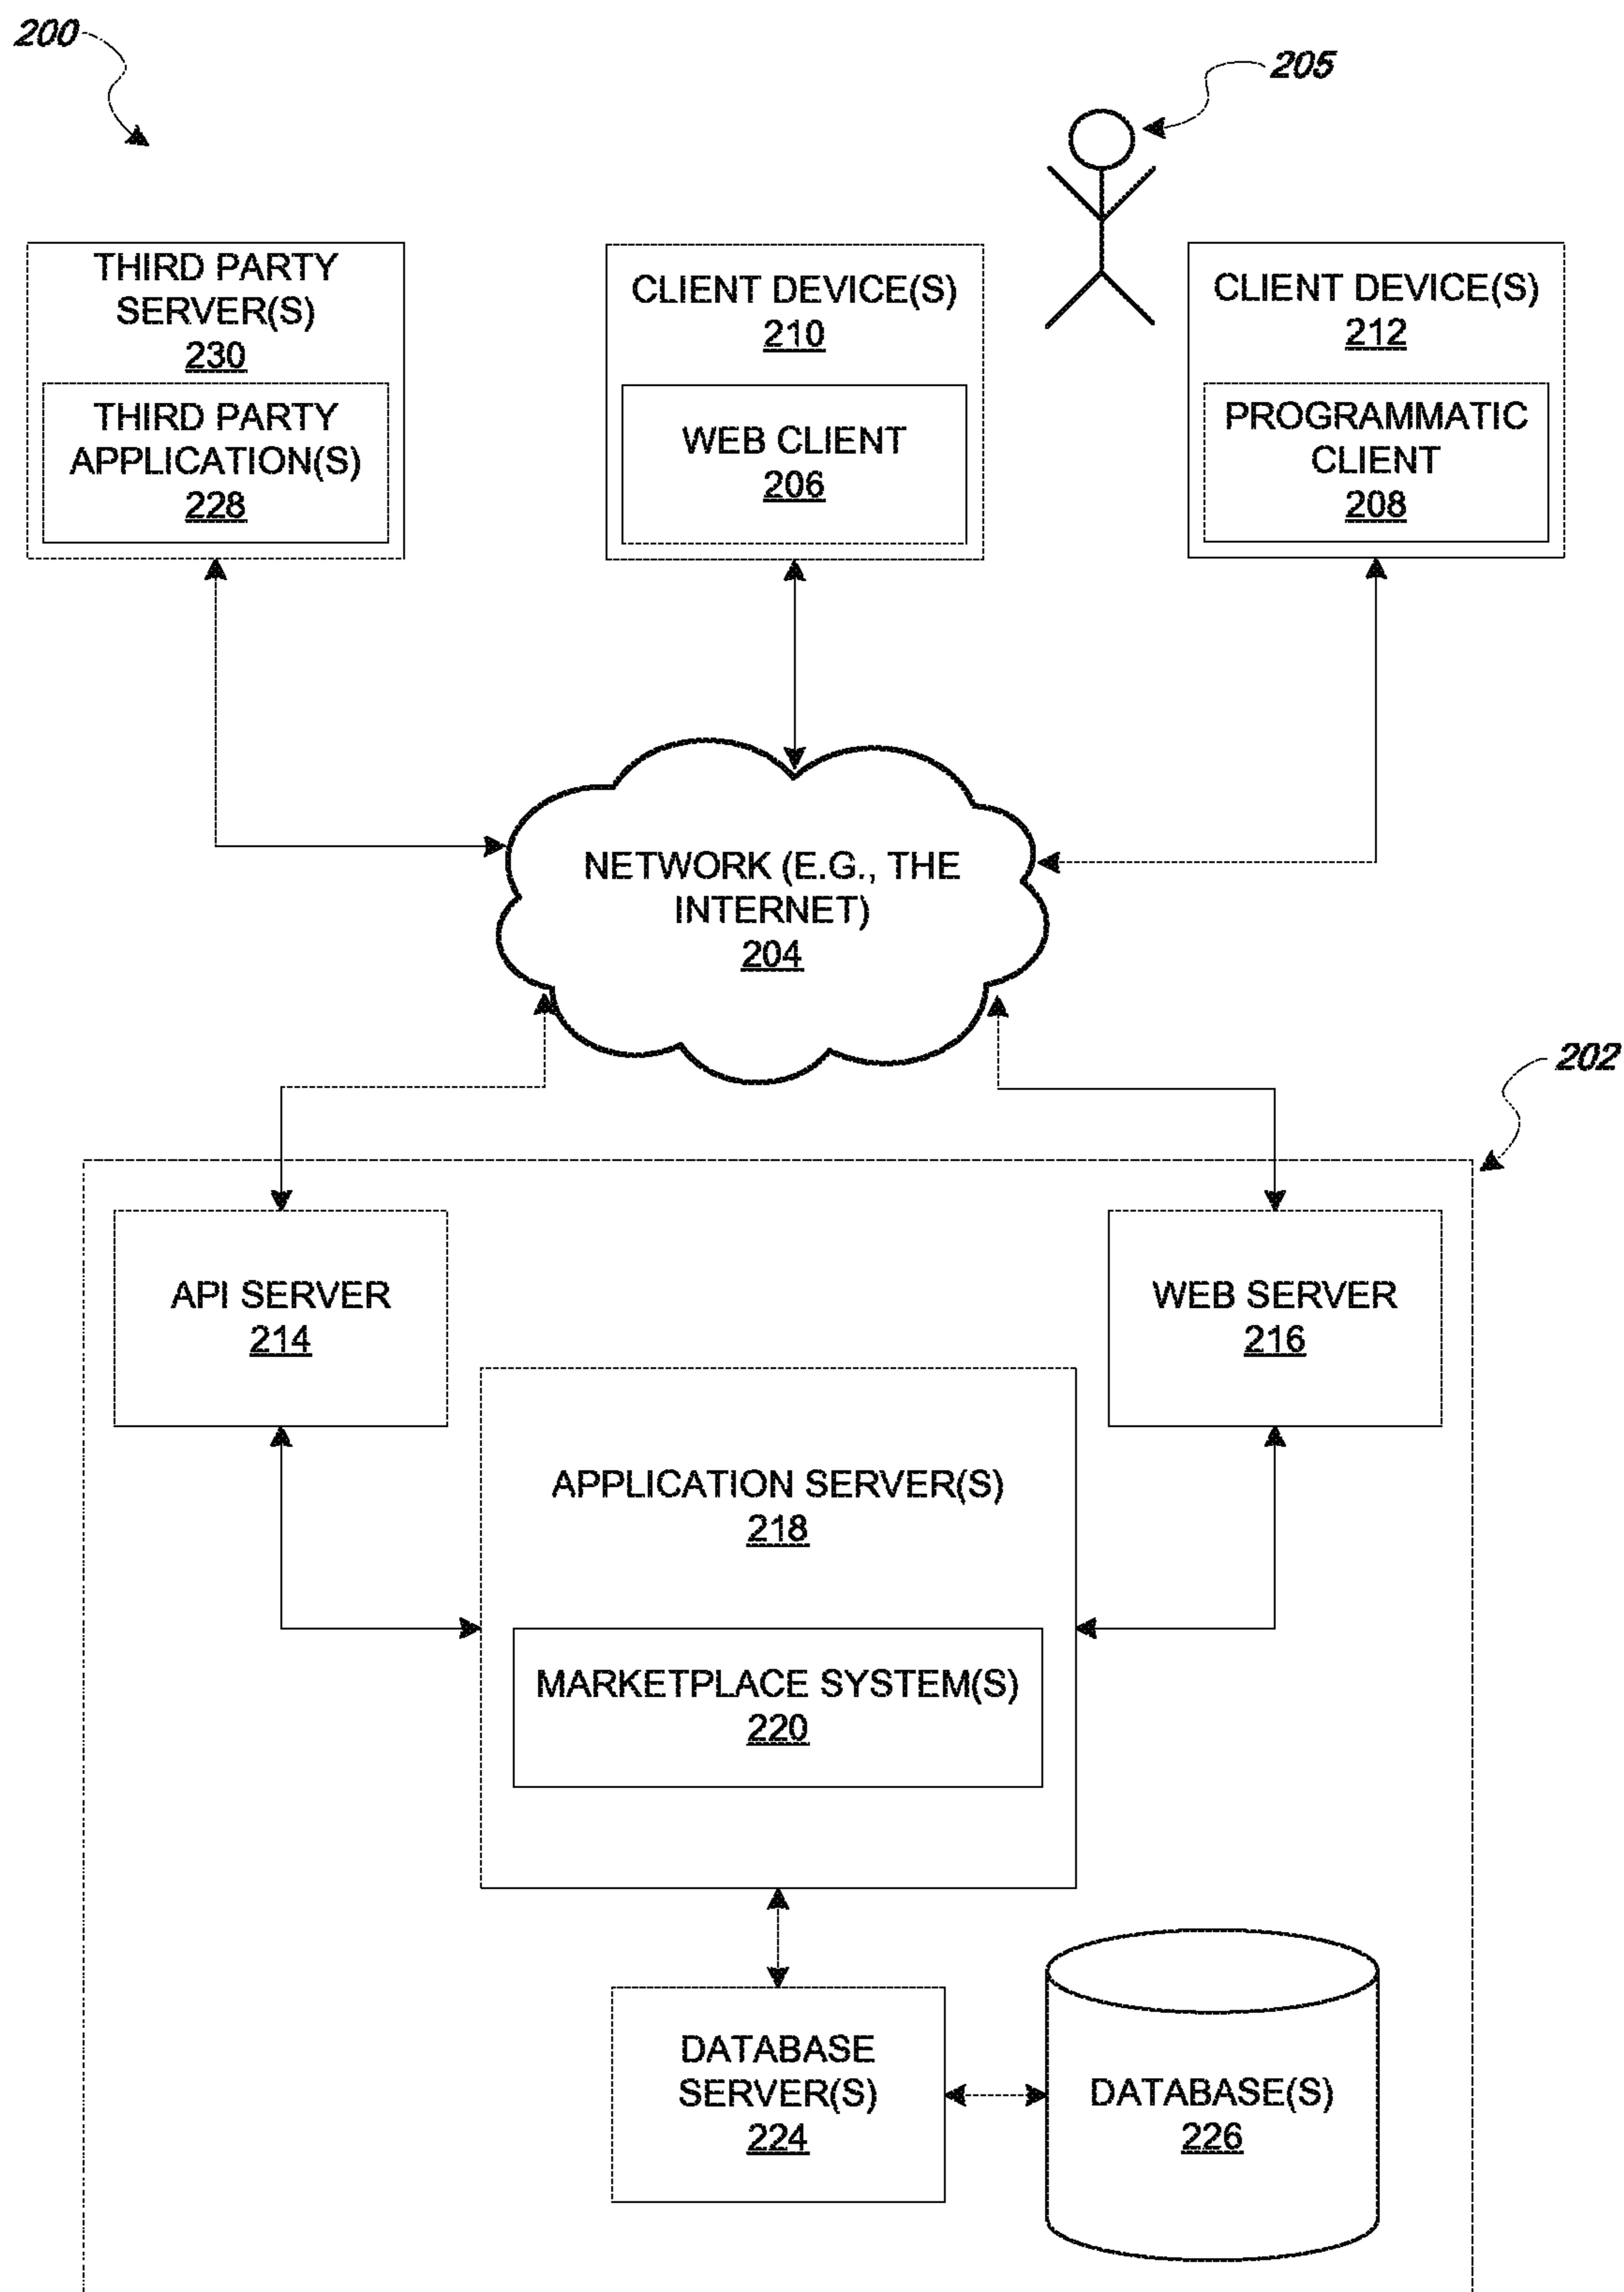 200
205
THIRD PARTY
SERVER(S)
230
THIRD PARTY
APPLICATION(S)
228
CLIENT DEVICE(S)
210
WEB CLIENT
206
CLIENT DEVICE(S)
212
PROGRAMMATIC
CLIENT
208
NETWORK (E.G., THE
INTERNET)
204
202
API SERVER
214
WEB SERVER
216
APPLICATION SERVER(S)
218
MARKETPLACE SYSTEM(S)
220
DATABASE
SERVER(S)
224
DATABASE(S)
226